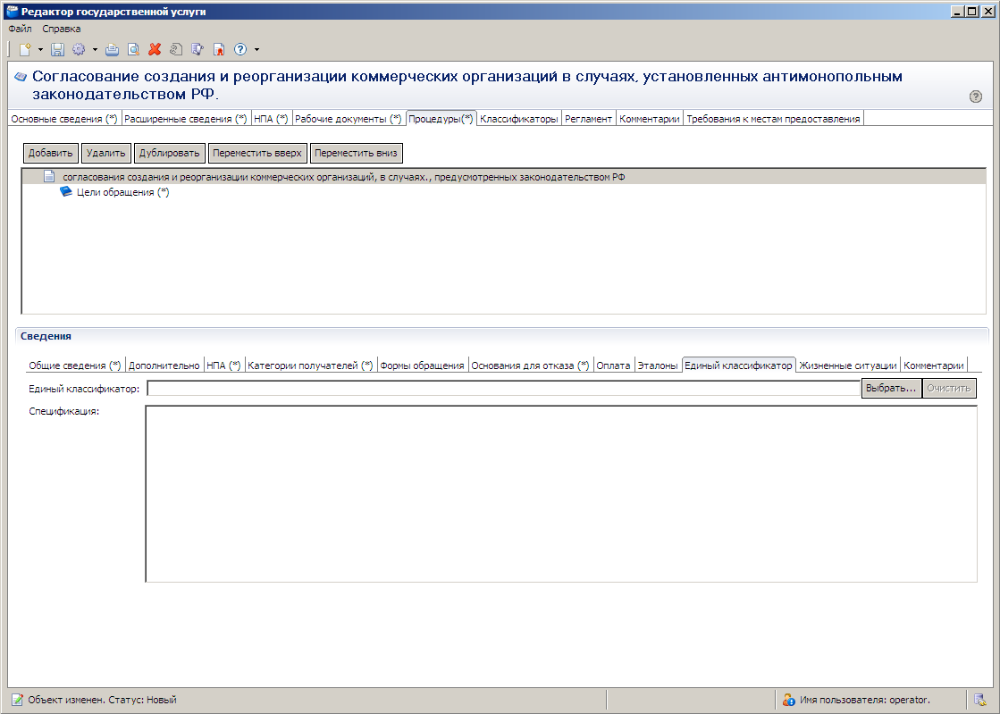 Редактор государственной услуги
Файл Справка
Согласование создания и реорганизации коммерческих организаций в случаях, установленных антимонопольным
законодательством РФ.
Основные сведения (*) Расширенные сведения (*) НПА (*) Рабочие документы (*) Процедуры(*) Классификаторы Регламент Комментарии Требования к местам предоставления
Добавить Удалить Дублировать Переместить вверх Переместить вниз
согласования создания и реорганизации коммерческих организаций, в случаях., предусмотренных законодательством РФ
Цели обращения (*)
Сведения
Общие сведения (*) Дополнительно НПА (*) Категории получателей (*) Формы обращения Основания для отказа (*) Оплата Эталоны Единый классификатор Жизненные ситуации Комментарии
Единый классификатор: Выбрать... Очистить
Спецификация:
Объект изменен. Статус: Новый Имя пользователя: operator.